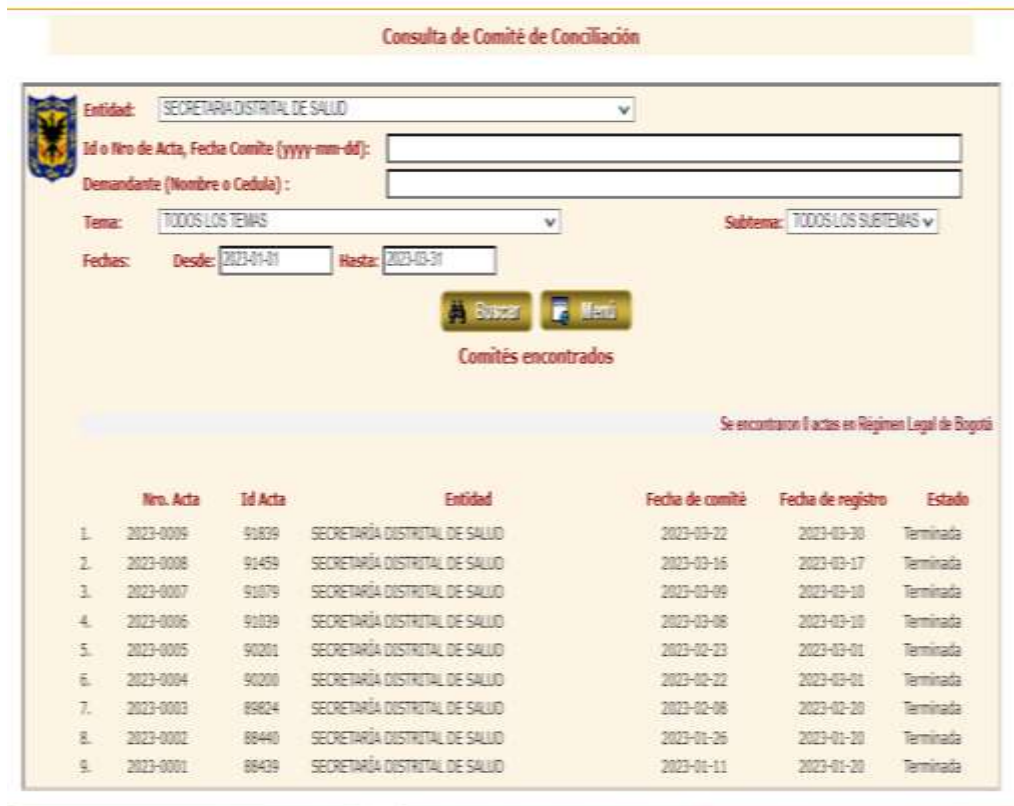 Consulta de Comité de Conciliación
Entidad: SECRETARIA DISTRITAL DE SALUD
Id o Nro de Acta, Fecha Comite (yyyy-mm-dd):
Demandante (Nombre o Cedula) :
Tema: TODOS LOS TEMAS Subtema: TODOS LOS SUBTEMAS
Fechas: Desde: 2023-01-01 Hasta: 2023-03-31
Buscar Menú
Comités encontrados
Se encontraron 0 actas en Régimen Legal de Bogotá
Nro. Acta Id Acta Entidad Fecha de comité Fecha de registro Estado
1. 2023-0009 91839 SECRETARÍA DISTRITAL DE SALUD 2023-03-22 2023-03-30 Terminada
2. 2023-0008 91459 SECRETARÍA DISTRITAL DE SALUD 2023-03-16 2023-03-17 Terminada
3. 2023-0007 91079 SECRETARÍA DISTRITAL DE SALUD 2023-03-09 2023-03-10 Terminada
4. 2023-0006 91039 SECRETARÍA DISTRITAL DE SALUD 2023-03-08 2023-03-10 Terminada
5. 2023-0005 90201 SECRETARÍA DISTRITAL DE SALUD 2023-02-23 2023-03-01 Terminada
6. 2023-0004 90200 SECRETARÍA DISTRITAL DE SALUD 2023-02-22 2023-03-01 Terminada
7. 2023-0003 89824 SECRETARÍA DISTRITAL DE SALUD 2023-02-08 2023-02-20 Terminada
8. 2023-0002 88440 SECRETARÍA DISTRITAL DE SALUD 2023-01-26 2023-01-20 Terminada
9. 2023-0001 88439 SECRETARÍA DISTRITAL DE SALUD 2023-01-11 2023-01-20 Terminada